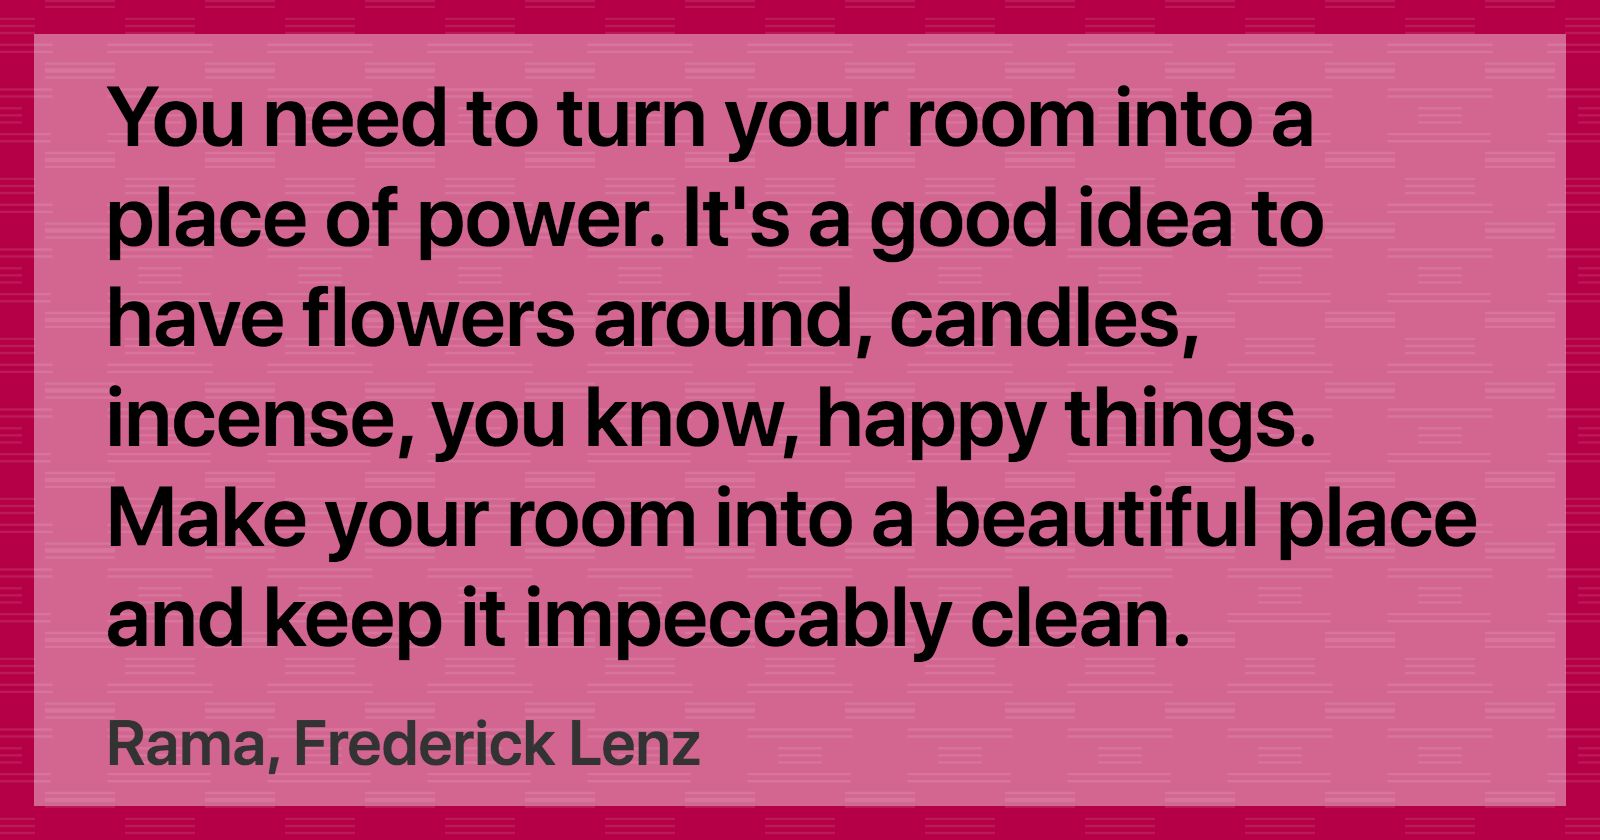 You need to turn your room into a
place of power. It's a good idea to
have flowers around, candles,
incense, you know, happy things.
Make your room into a beautiful place
and keep it impeccably clean.
Rama, Frederick Lenz